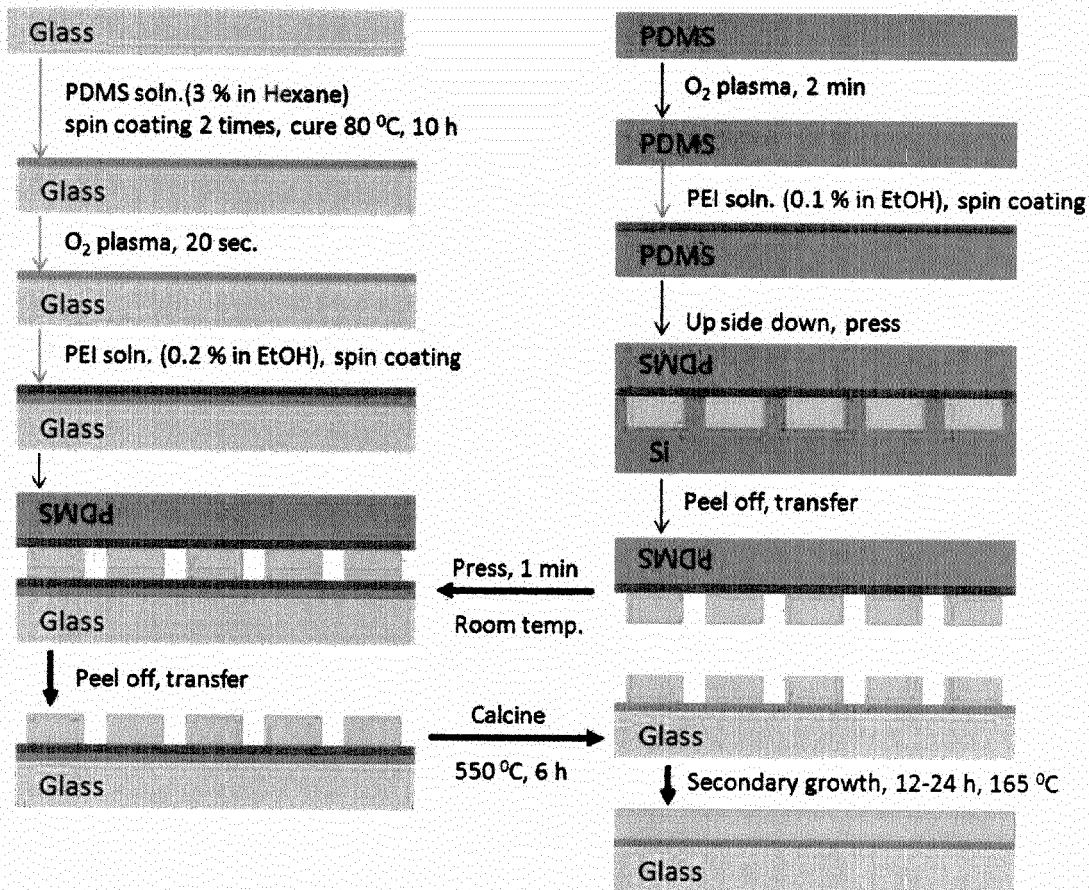 Glass
PDMS soln.(3 % in Hexane)
spin coating 2 times, cure 80 ⁰C, 10 h
Glass
O₂ plasma, 20 sec.
Glass
PEI soln. (0.2 % in EtOH), spin coating
Glass
PDMS
Glass
Peel off, transfer
Glass
PDMS
O₂ plasma, 2 min
PDMS
PEI soln. (0.1 % in EtOH), spin coating
PDMS
Up side down, press
PDMS
Si
Peel off, transfer
PDMS
Press, 1 min
Room temp.
Calcine
550 ⁰C, 6 h
Glass
Secondary growth, 12-24 h, 165 ⁰C
Glass